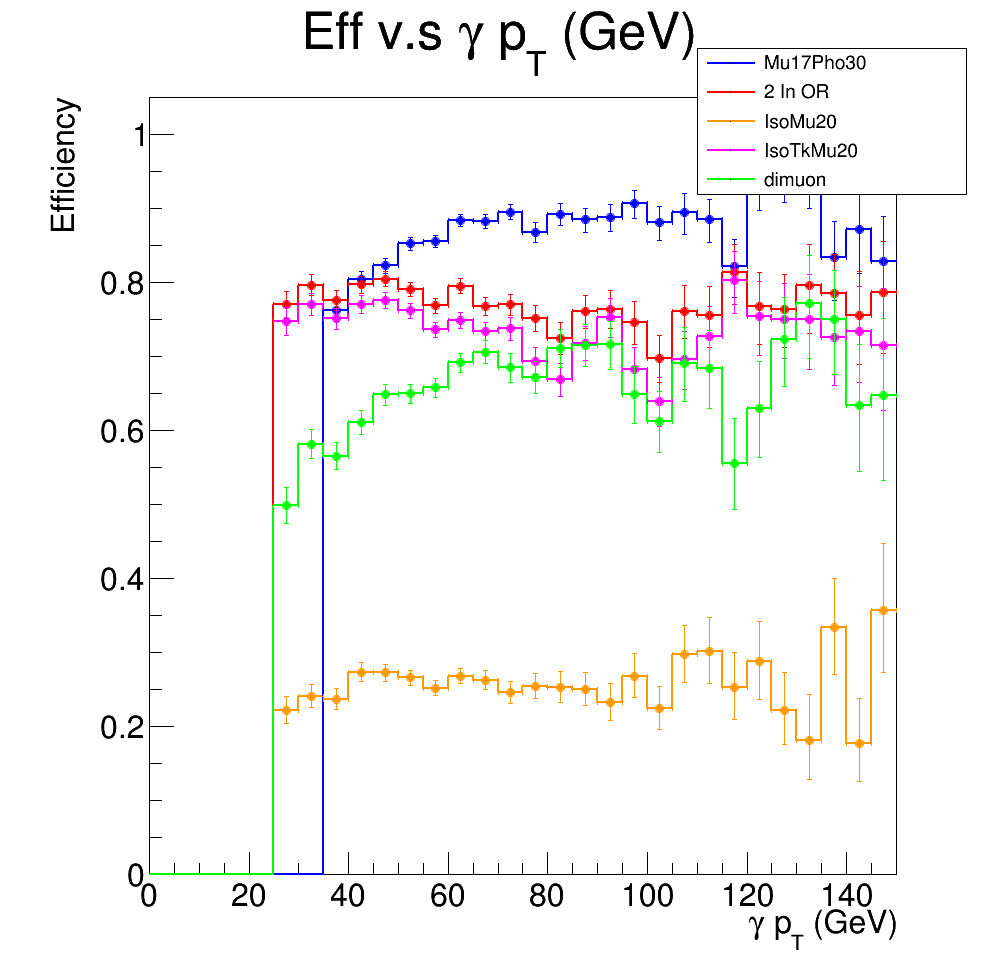 Eff v.s γ pT (GeV)
Mu17Pho30
2 In OR
IsoMu20
IsoTkMu20
dimuon
Efficiency
1
0.8
0.6
0.4
0.2
0
0 20 40 60 80 100 120 140
γ pT (GeV)